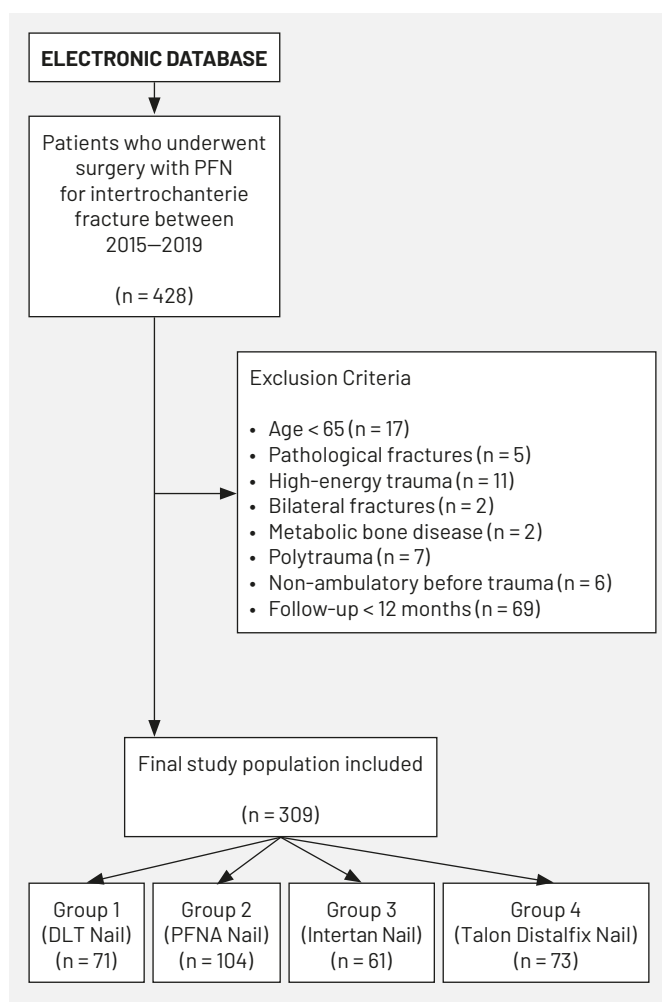 ELECTRONIC DATABASE
Patients who underwent
surgery with PFN
for intertrochanterie
fracture between
2015—2019
(n = 428)
Exclusion Criteria
• Age < 65 (n = 17)
• Pathological fractures (n = 5)
• High-energy trauma (n = 11)
• Bilateral fractures (n = 2)
• Metabolic bone disease (n = 2)
• Polytrauma (n = 7)
• Non-ambulatory before trauma (n = 6)
• Follow-up < 12 months (n = 69)
Final study population included
(n = 309)
Group 1
(DLT Nail)
(n = 71)
Group 2
(PFNA Nail)
(n = 104)
Group 3
(Intertan Nail)
(n = 61)
Group 4
(Talon Distalfix Nail)
(n = 73)